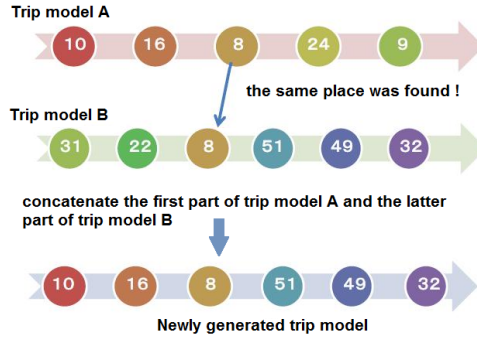 Trip model A
10 16 8 24 9
the same place was found !
Trip model B
31 22 8 51 49 32
concatenate the first part of trip model A and the latter
part of trip model B
10 16 8 51 49 32
Newly generated trip model